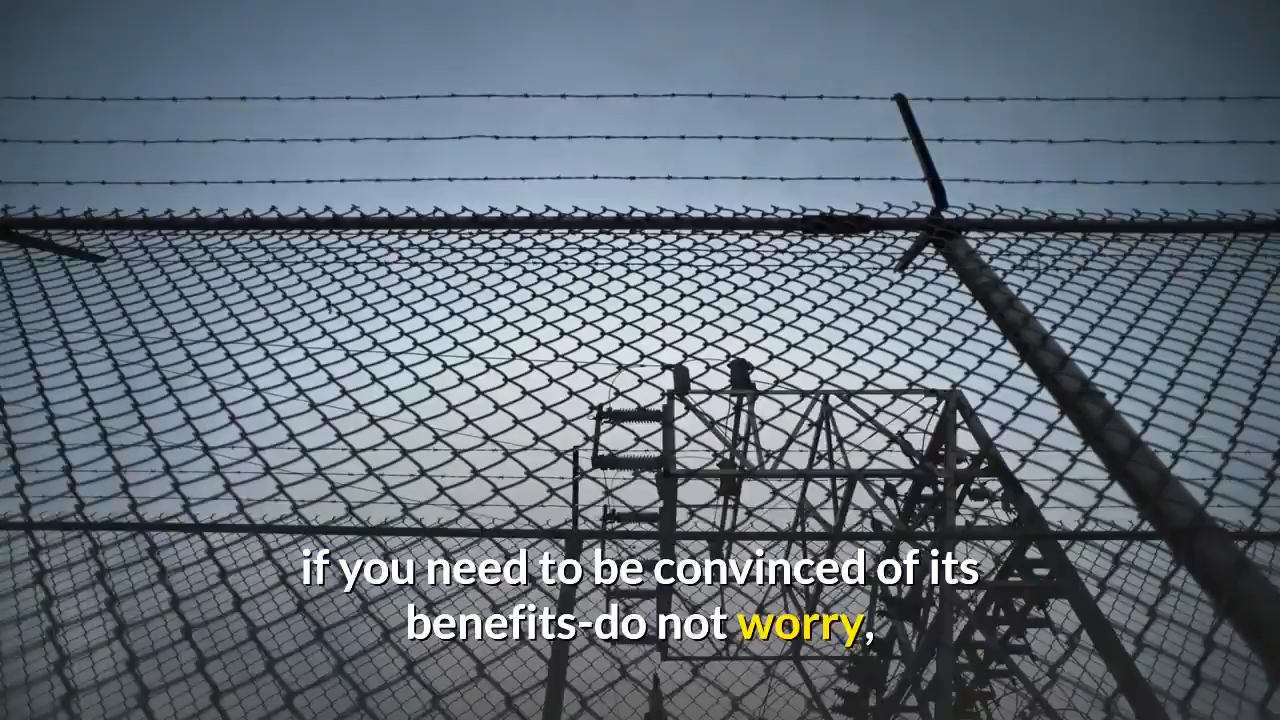 if you need to be convinced of its
benefits-do not worry,